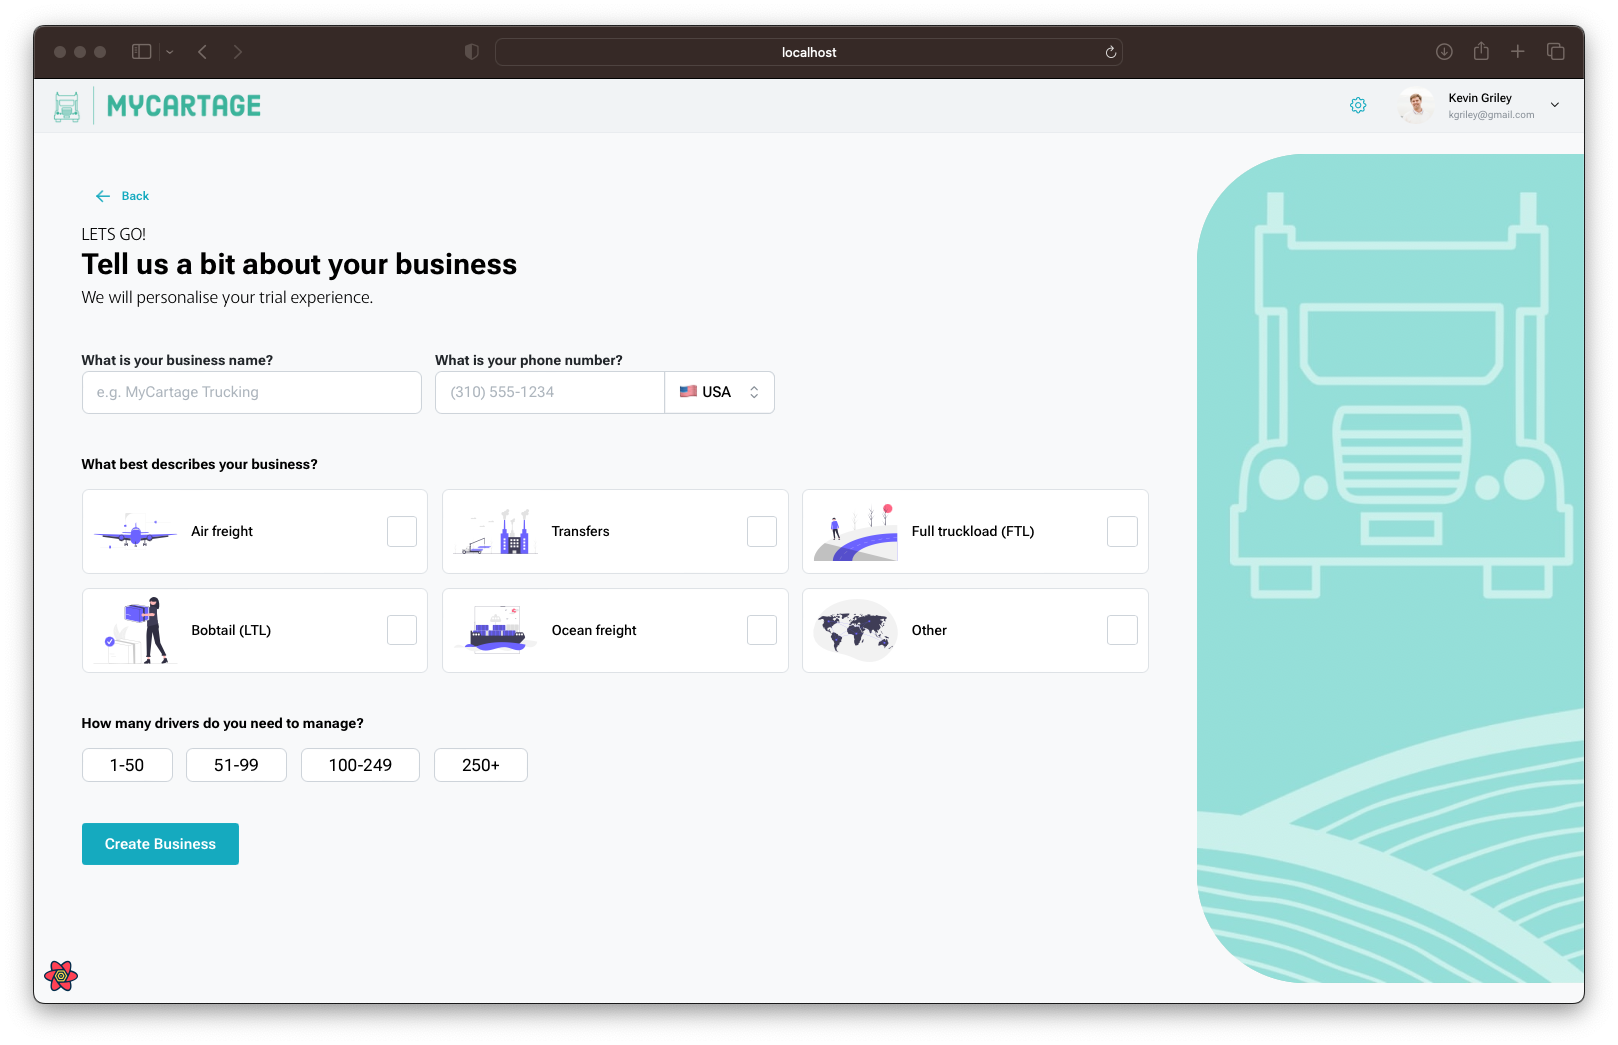 localhost
MYCARTAGE
Kevin Griley
kgriley@gmail.com
Back
LETS GO!
Tell us a bit about your business
We will personalise your trial experience.
What is your business name?
What is your phone number?
e.g. MyCartage Trucking
(310) 555-1234
USA
What best describes your business?
Air freight
Transfers
Full truckload (FTL)
Bobtail (LTL)
Ocean freight
Other
How many drivers do you need to manage?
1-50
51-99
100-249
250+
Create Business